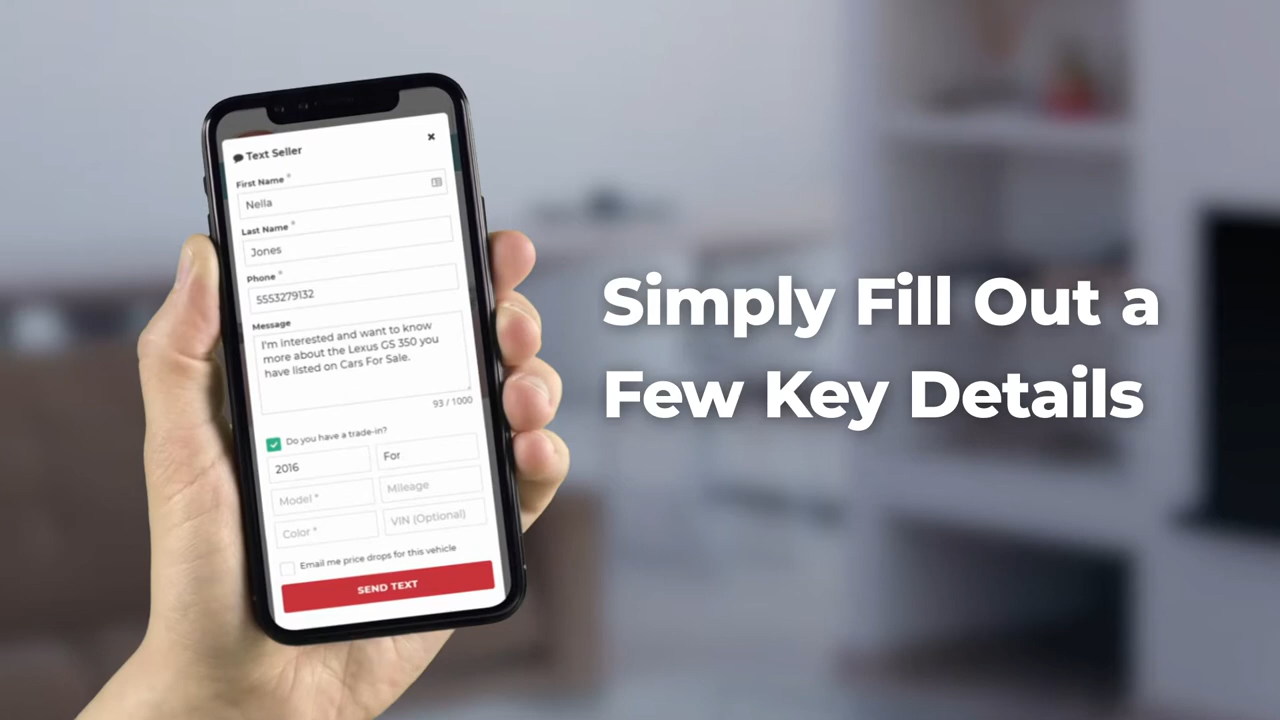 Text Seller
First Name *
Nella
Last Name *
Jones
Phone *
5553279132
Message
I'm interested and want to know
more about the Lexus GS 350 you
have listed on Cars For Sale.
93 / 1000
Do you have a trade-in?
2016
For
Model *
Mileage
Color *
VIN (Optional)
Email me price drops for this vehicle
SEND TEXT
Simply Fill Out a
Few Key Details